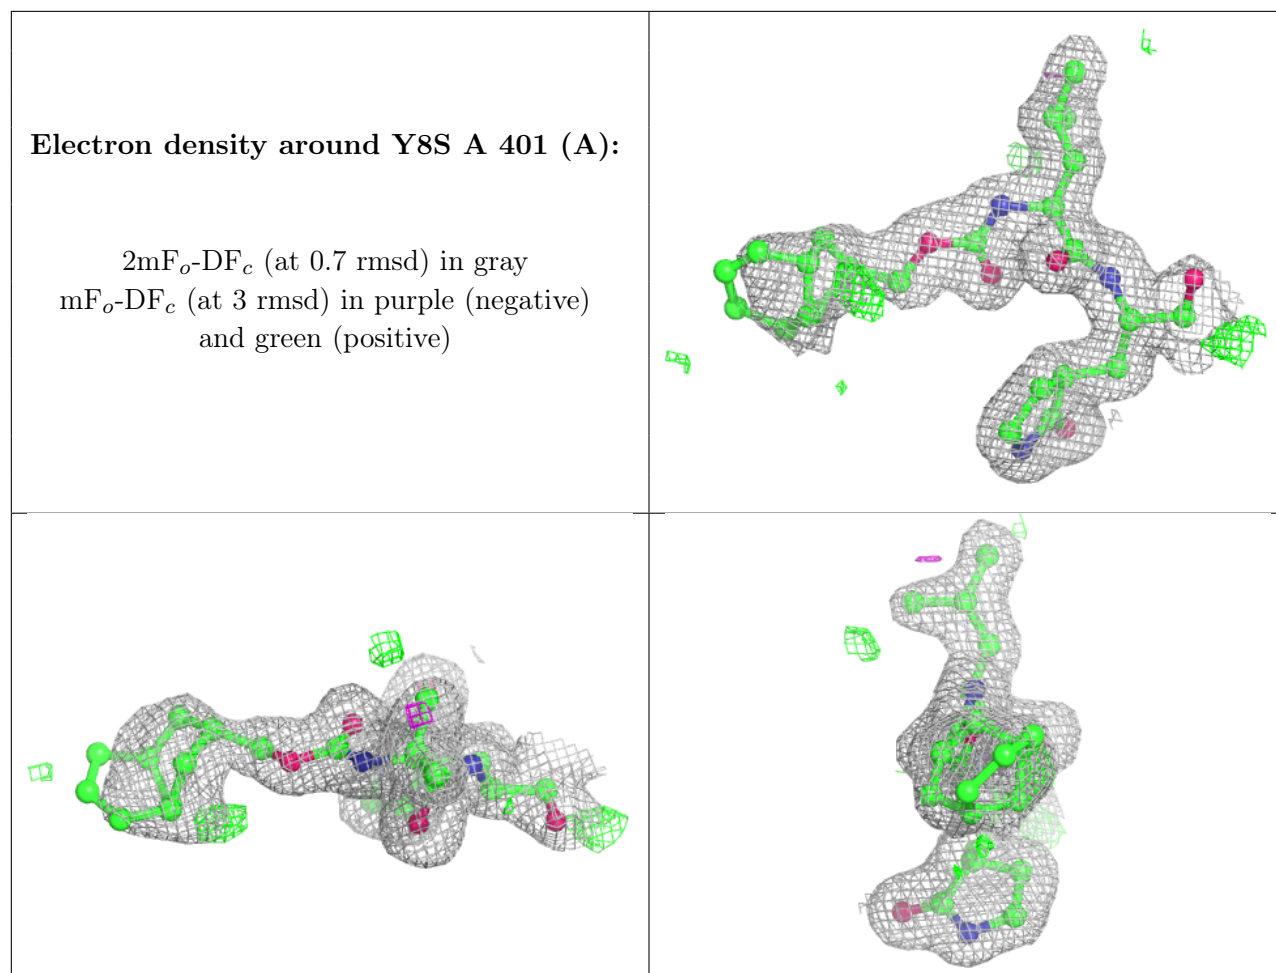 Electron density around Y8S A 401 (A):
2mFₒ-DF𝑐 (at 0.7 rmsd) in gray
mFₒ-DF𝑐 (at 3 rmsd) in purple (negative)
and green (positive)